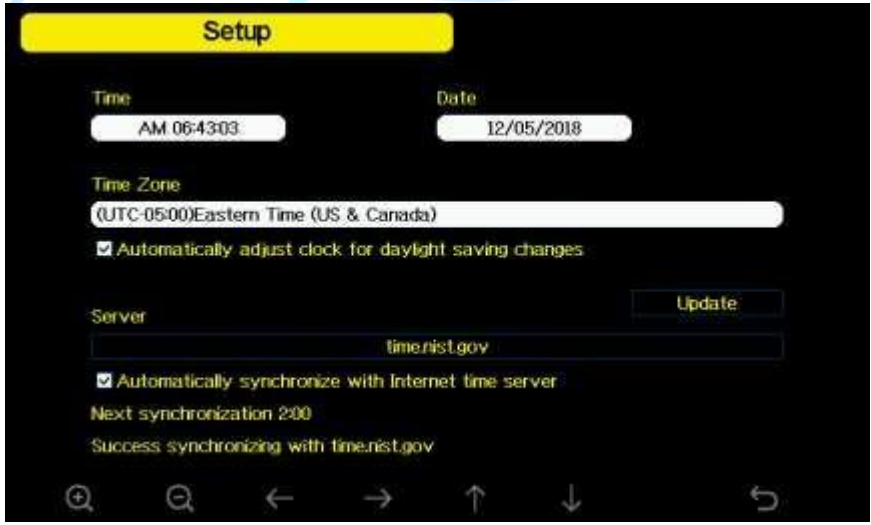 Setup
Time Date
AM 06:43:03 12/05/2018
Time Zone
(UTC-05:00)Eastern Time (US & Canada)
Automatically adjust clock for daylight saving changes
Update
Server
time.nist.gov
Automatically synchronize with Internet time server
Next synchronization 2:00
Success synchronizing with time.nist.gov